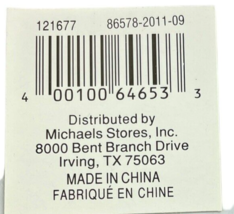 121677 86578-2011-09
4 00100 64653 3
Distributed by
Michaels Stores, Inc.
8000 Bent Branch Drive
Irving, TX 75063
MADE IN CHINA
FABRIQUÉ EN CHINE